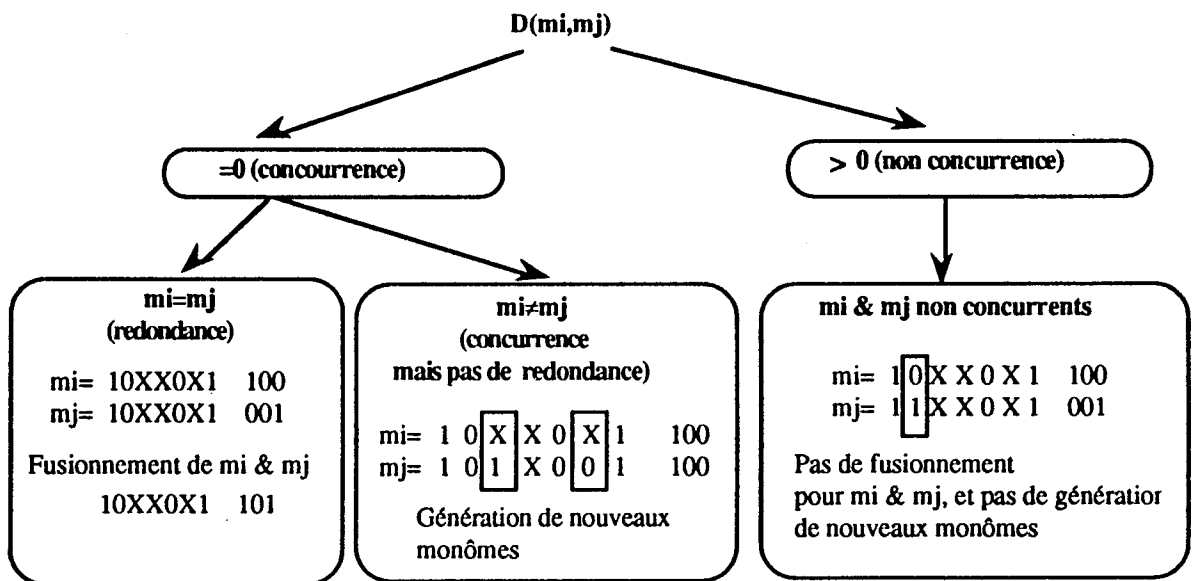 D(mi,mj)
=0 (concourrence)
> 0 (non concurrence)
mi=mj
(redondance)
mi= 10XX0X1 100
mj= 10XX0X1 001
Fusionnement de mi & mj
10XX0X1 101
mi≠mj
(concurrence
mais pas de redondance)
mi= 1 0 X X 0 X 1 100
mj= 1 0 1 X 0 0 1 100
Génération de nouveaux
monômes
mi & mj non concurrents
mi= 1 0 X X 0 X 1 100
mj= 1 1 X X 0 X 1 001
Pas de fusionnement
pour mi & mj, et pas de génération
de nouveaux monômes